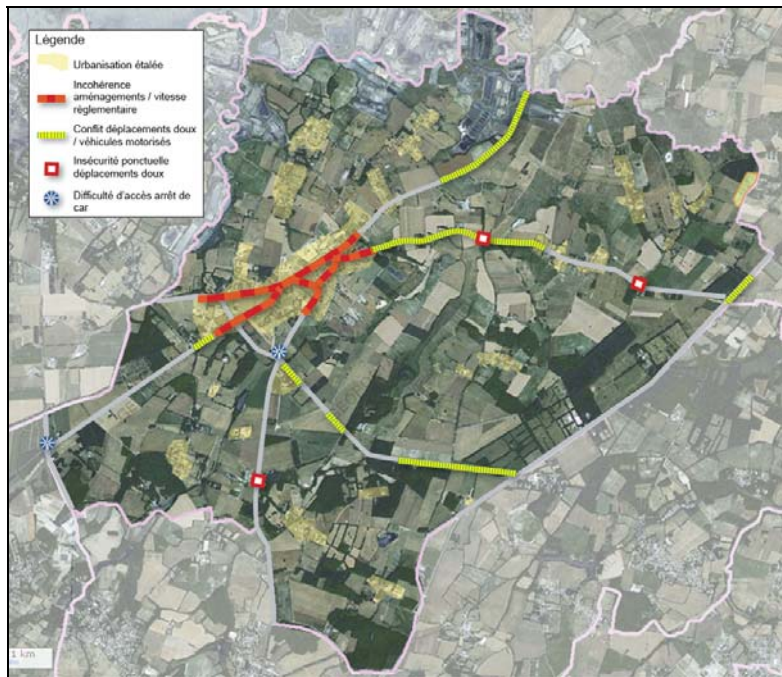 Légende
Urbanisation étalée
Incohérence
aménagements / vitesse
règlementaire
Conflit déplacements doux
/ véhicules motorisés
Insécurité ponctuelle
déplacements doux
Difficulté d'accès arrêt de
car
1 km